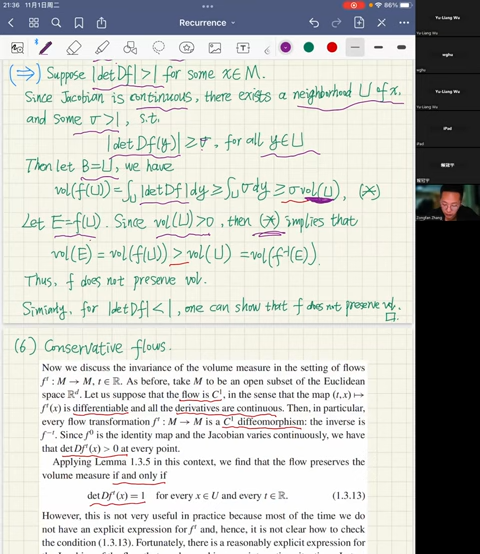 21:36 11月1日周二
Recurrence
(⇒) Suppose |det Df|>1 for some x∈M.
Since Jacobian is continuous, there exists a neighborhood U of x,
and some σ>1, s.t.
|det Df(y)| ≥ σ, for all y∈U
Then let B=U, we have
vol(f(U)) = ∫_U |det Df| dy ≥ ∫_U σ dy ≥ σ vol(U), (*)
Let E=f(U). Since vol(U)>0, then (*) implies that
vol(E) = vol(f(U)) > vol(U) = vol(f⁻¹(E)).
Thus, f does not preserve vol.
Similarly, for |det Df|<1, one can show that f does not preserve vol.
□
(6) Conservative flows.
Now we discuss the invariance of the volume measure in the setting of flows
fᵗ : M → M, t ∈ ℝ. As before, take M to be an open subset of the Euclidean
space ℝᵈ. Let us suppose that the flow is C¹, in the sense that the map (t, x) ↦
fᵗ(x) is differentiable and all the derivatives are continuous. Then, in particular,
every flow transformation fᵗ : M → M is a C¹ diffeomorphism: the inverse is
f⁻ᵗ. Since f⁰ is the identity map and the Jacobian varies continuously, we have
that det Dfᵗ(x) > 0 at every point.
Applying Lemma 1.3.5 in this context, we find that the flow preserves the
volume measure if and only if
det Dfᵗ(x) = 1 for every x ∈ U and every t ∈ ℝ. (1.3.13)
However, this is not very useful in practice because most of the time we do
not have an explicit expression for fᵗ and, hence, it is not clear how to check
the condition (1.3.13). Fortunately, there is a reasonably explicit expression for
Yu-Liang Wu
Yu-Liang Wu
wghu
wghu
Yu-Liang Wu
Yu-Liang Wu
iPad
iPad